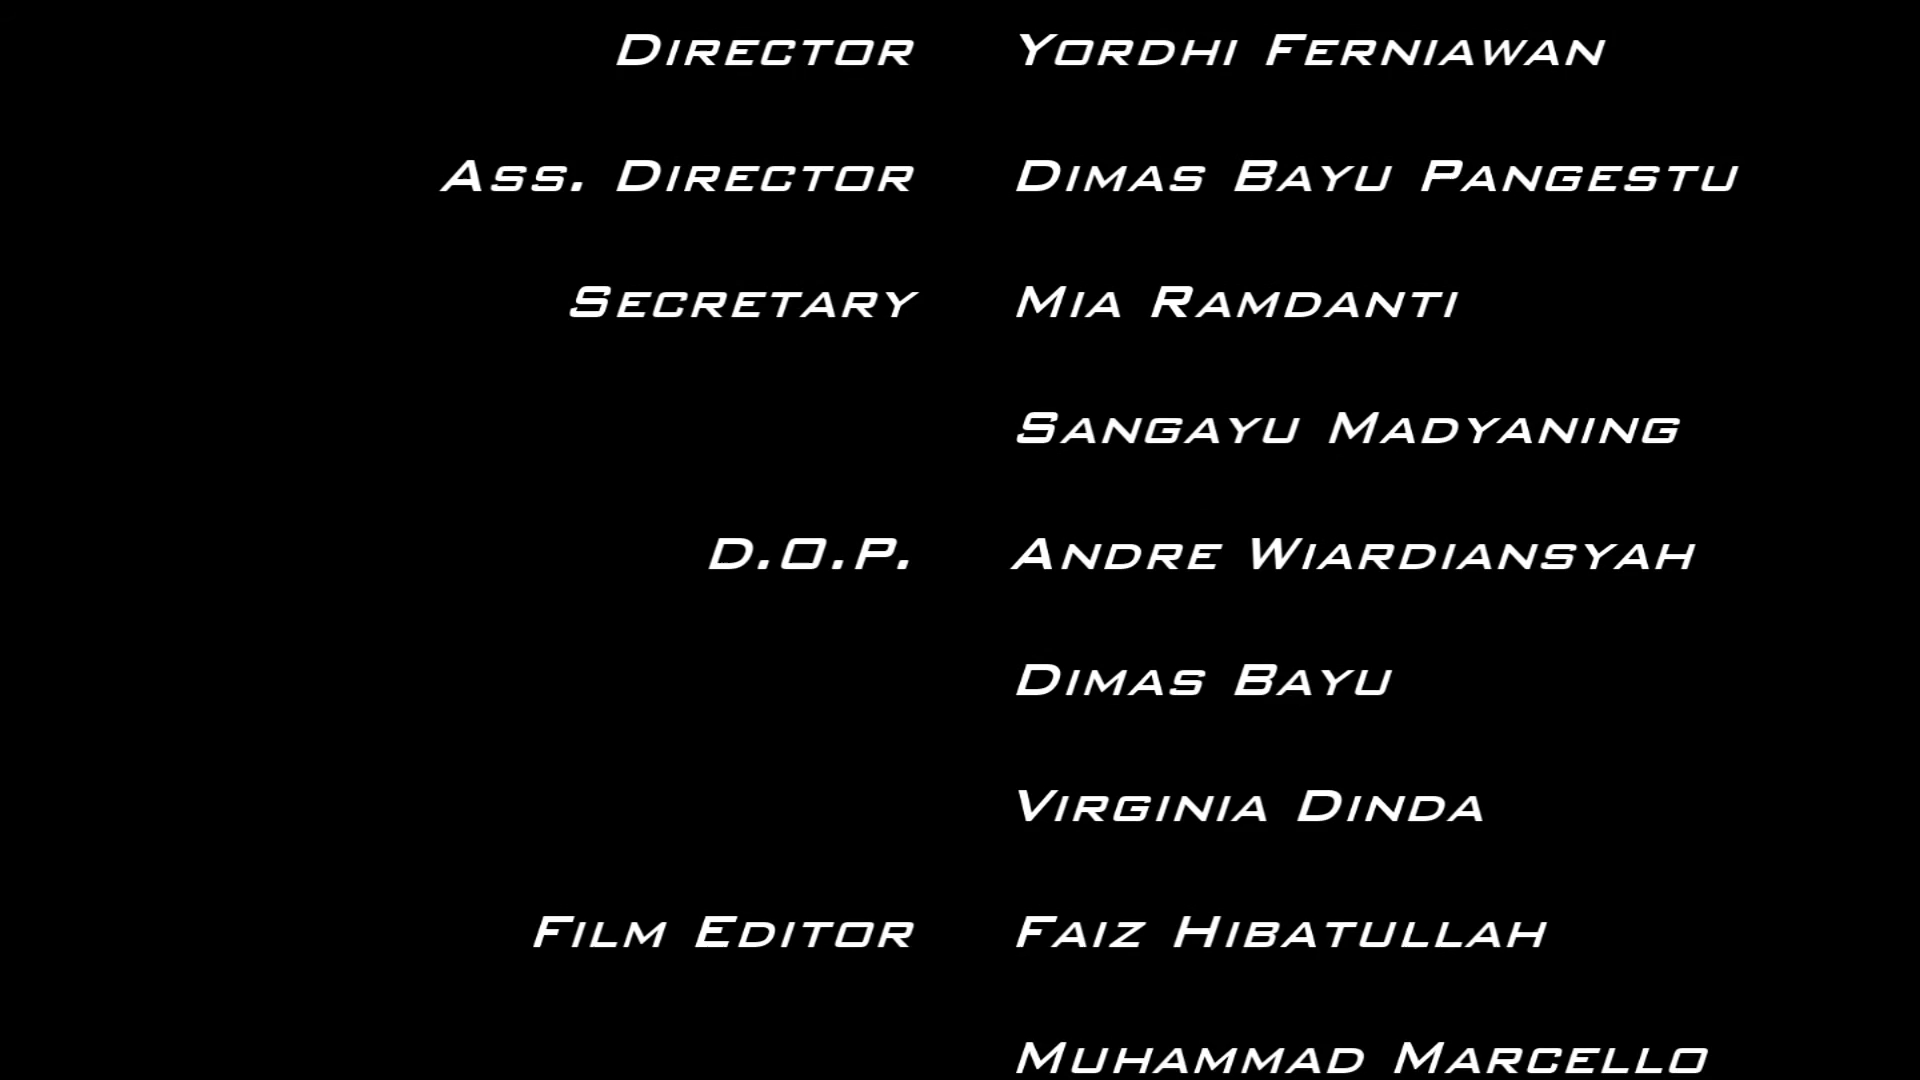 Director Yordhi Ferniawan
Ass. Director Dimas Bayu Pangestu
Secretary Mia Ramdanti
Sangayu Madyaning
D.O.P. Andre Wiardiansyah
Dimas Bayu
Virginia Dinda
Film Editor Faiz Hibatullah
Muhammad Marcello